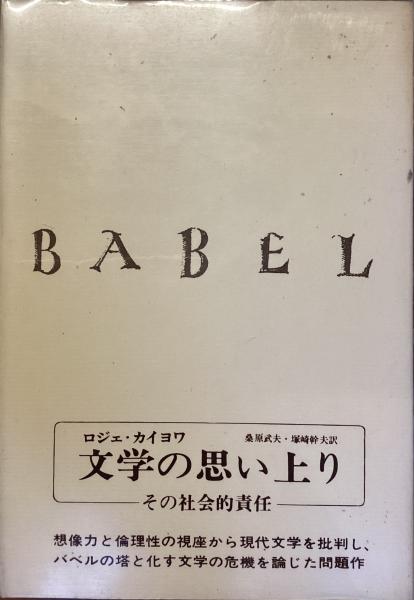 BABEL
ロジェ・カイヨワ 桑原武夫・塚崎幹夫訳
文学の思い上り
その社会的責任
想像力と倫理性の視座から現代文学を批判し、
バベルの塔と化す文学の危機を論じた問題作